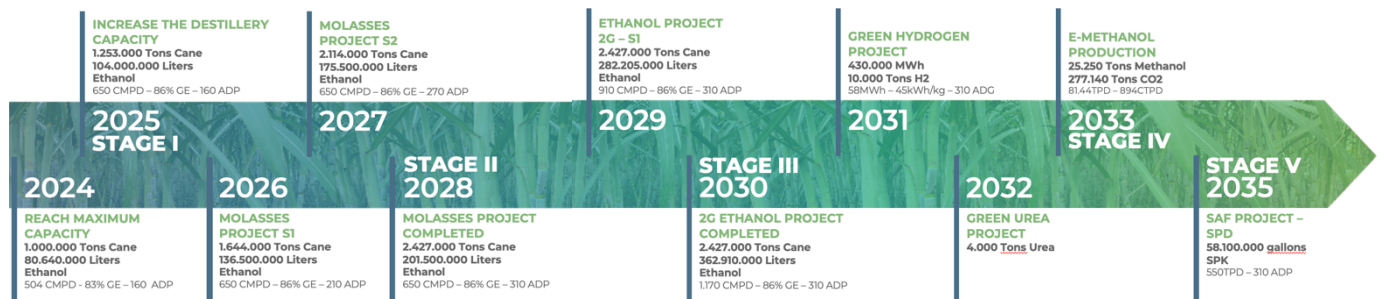 INCREASE THE DESTILLERY
CAPACITY
1.253.000 Tons Cane
104.000.000 Liters
Ethanol
650 CMPD – 86% GE – 160 ADP
MOLASSES
PROJECT S2
2.114.000 Tons Cane
175.500.000 Liters
Ethanol
650 CMPD – 86% GE – 270 ADP
ETHANOL PROJECT
2G – S1
2.427.000 Tons Cane
282.205.000 Liters
Ethanol
910 CMPD – 86% GE – 310 ADP
GREEN HYDROGEN
PROJECT
430.000 MWh
10.000 Tons H2
58MWh – 45kWh/kg – 310 ADG
E-METHANOL
PRODUCTION
25.250 Tons Methanol
277.140 Tons CO2
81.44TPD – 894CTPD
2025
STAGE I
2027
2029
2031
2033
STAGE IV
2024
2026
STAGE II
2028
STAGE III
2030
2032
STAGE V
2035
REACH MAXIMUM
CAPACITY
1.000.000 Tons Cane
80.640.000 Liters
Ethanol
504 CMPD - 83% GE – 160 ADP
MOLASSES
PROJECT S1
1.644.000 Tons Cane
136.500.000 Liters
Ethanol
650 CMPD – 86% GE – 210 ADP
MOLASSES PROJECT
COMPLETED
2.427.000 Tons Cane
201.500.000 Liters
Ethanol
650 CMPD – 86% GE – 310 ADP
2G ETHANOL PROJECT
COMPLETED
2.427.000 Tons Cane
362.910.000 Liters
Ethanol
1.170 CMPD – 86% GE – 310 ADP
GREEN UREA
PROJECT
4.000 Tons Urea
SAF PROJECT –
SPD
58.100.000 gallons
SPK
550TPD – 310 ADP